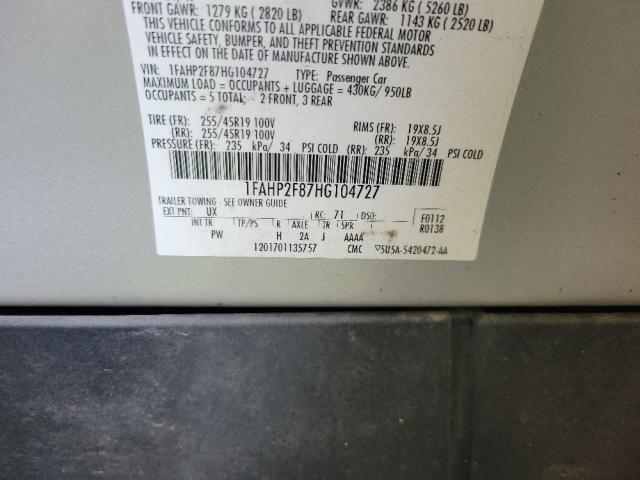 GVWR: 2386 KG ( 5260 LB)
FRONT GAWR: 1279 KG ( 2820 LB) REAR GAWR: 1143 KG ( 2520 LB)
THIS VEHICLE CONFORMS TO ALL APPLICABLE FEDERAL MOTOR
VEHICLE SAFETY, BUMPER, AND THEFT PREVENTION STANDARDS
IN EFFECT ON THE DATE OF MANUFACTURE SHOWN ABOVE.
VIN: 1FAHP2F87HG104727 TYPE: Passenger Car
MAXIMUM LOAD = OCCUPANTS + LUGGAGE = 430KG/ 950LB
OCCUPANTS = 5 TOTAL, 2 FRONT, 3 REAR
TIRE (FR): 255/45R19 100V RIMS (FR): 19X8.5J
(RR): 255/45R19 100V (RR): 19X8.5J
PRESSURE (FR): 235 kPa/ 34 PSI COLD (RR): 235 kPa/ 34 PSI COLD
1FAHP2F87HG104727
TRAILER TOWING - SEE OWNER GUIDE
EXT PNT: UX RC: 71 DSO: F0112
INT TR TP/PS R AXLE TR SPR R0138
PW H 2A J AAAA
1201701135757 CMC ▽5U5A-5420472-AA